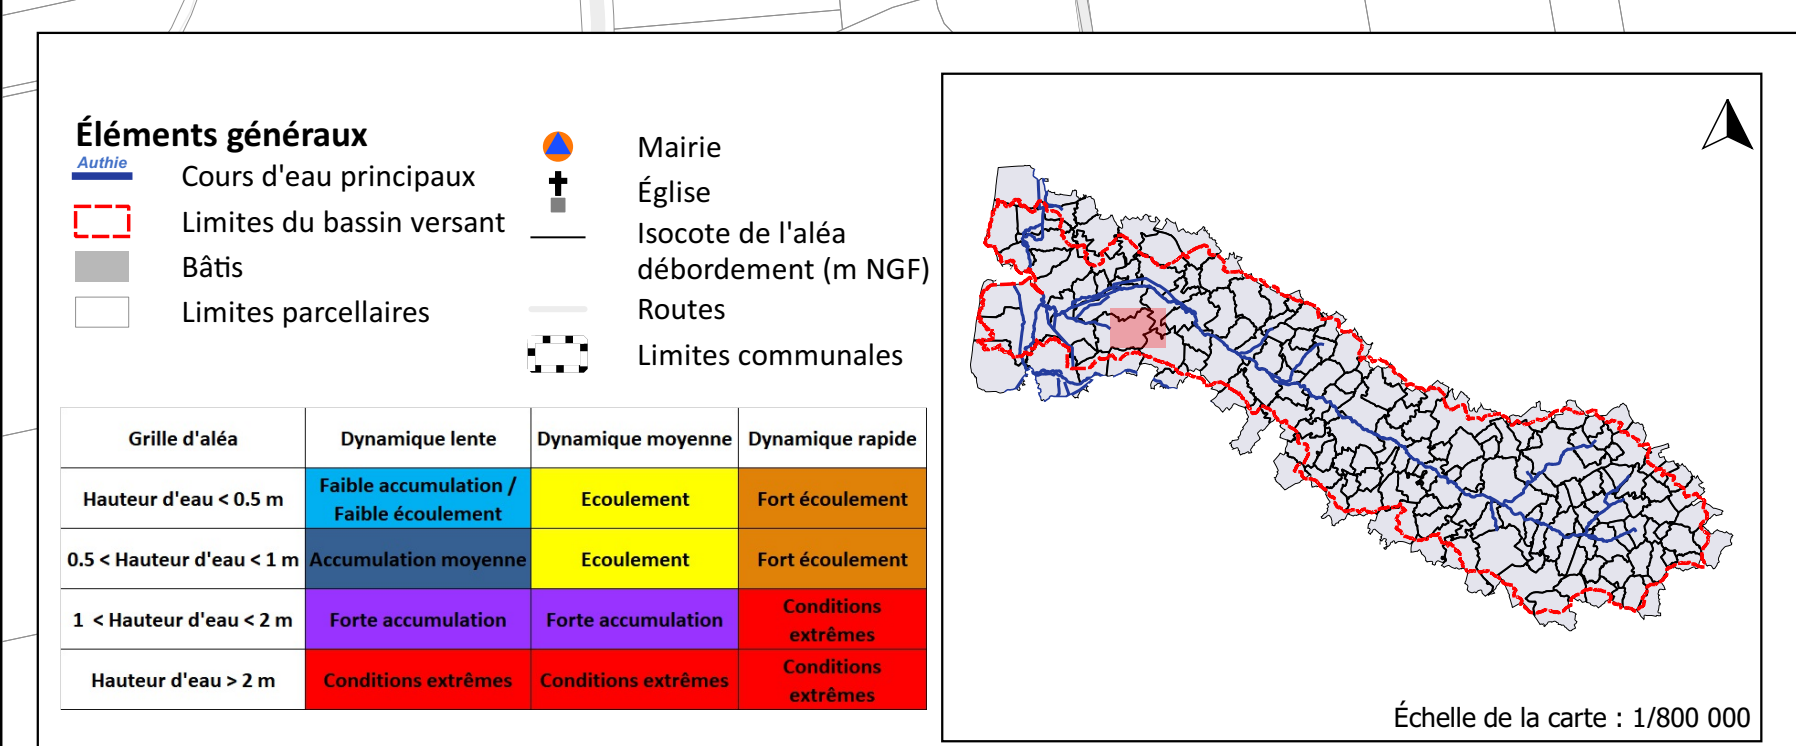 Éléments généraux
Authie
Cours d'eau principaux
Limites du bassin versant
Bâtis
Limites parcellaires
Mairie
Église
Isocote de l'aléa
débordement (m NGF)
Routes
Limites communales
Grille d'aléa
Dynamique lente
Dynamique moyenne
Dynamique rapide
Hauteur d'eau < 0.5 m
Faible accumulation /
Faible écoulement
Ecoulement
Fort écoulement
0.5 < Hauteur d'eau < 1 m
Accumulation moyenne
Ecoulement
Fort écoulement
1 < Hauteur d'eau < 2 m
Forte accumulation
Forte accumulation
Conditions
extrêmes
Hauteur d'eau > 2 m
Conditions extrêmes
Conditions extrêmes
Conditions
extrêmes
Échelle de la carte : 1/800 000